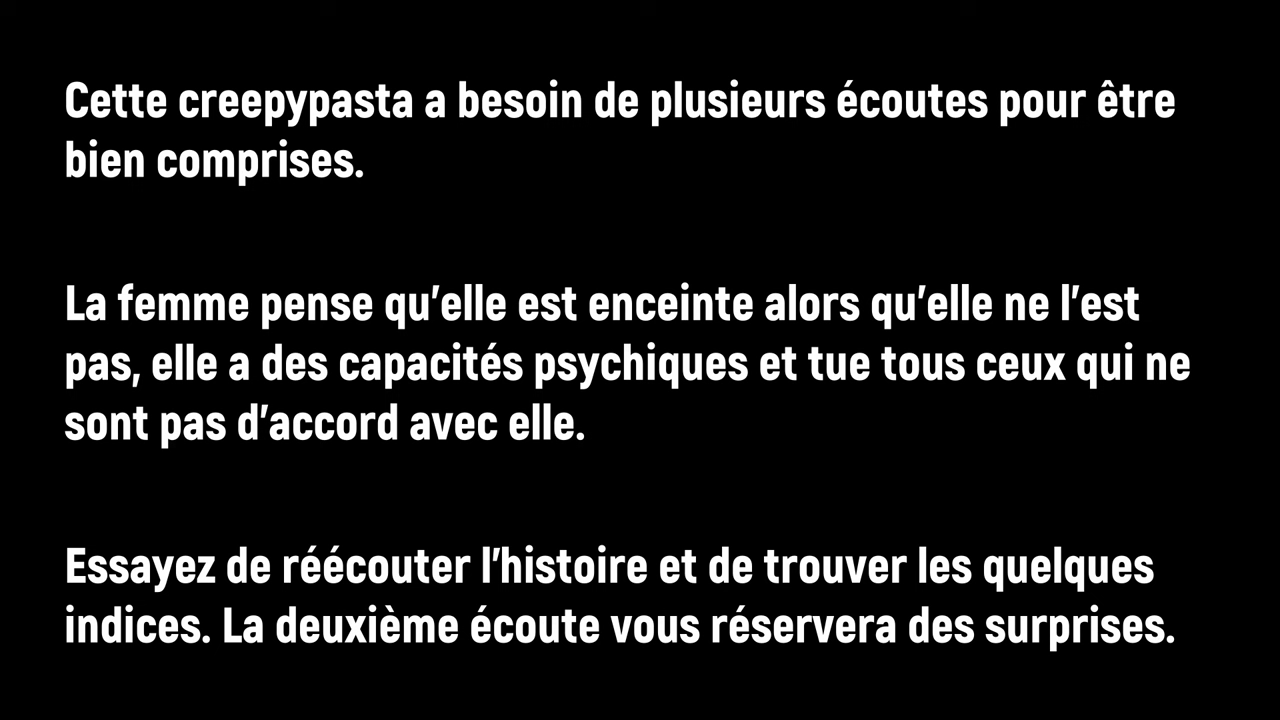 Cette creepypasta a besoin de plusieurs écoutes pour être
bien comprises.
La femme pense qu'elle est enceinte alors qu'elle ne l'est
pas, elle a des capacités psychiques et tue tous ceux qui ne
sont pas d'accord avec elle.
Essayez de réécouter l'histoire et de trouver les quelques
indices. La deuxième écoute vous réservera des surprises.